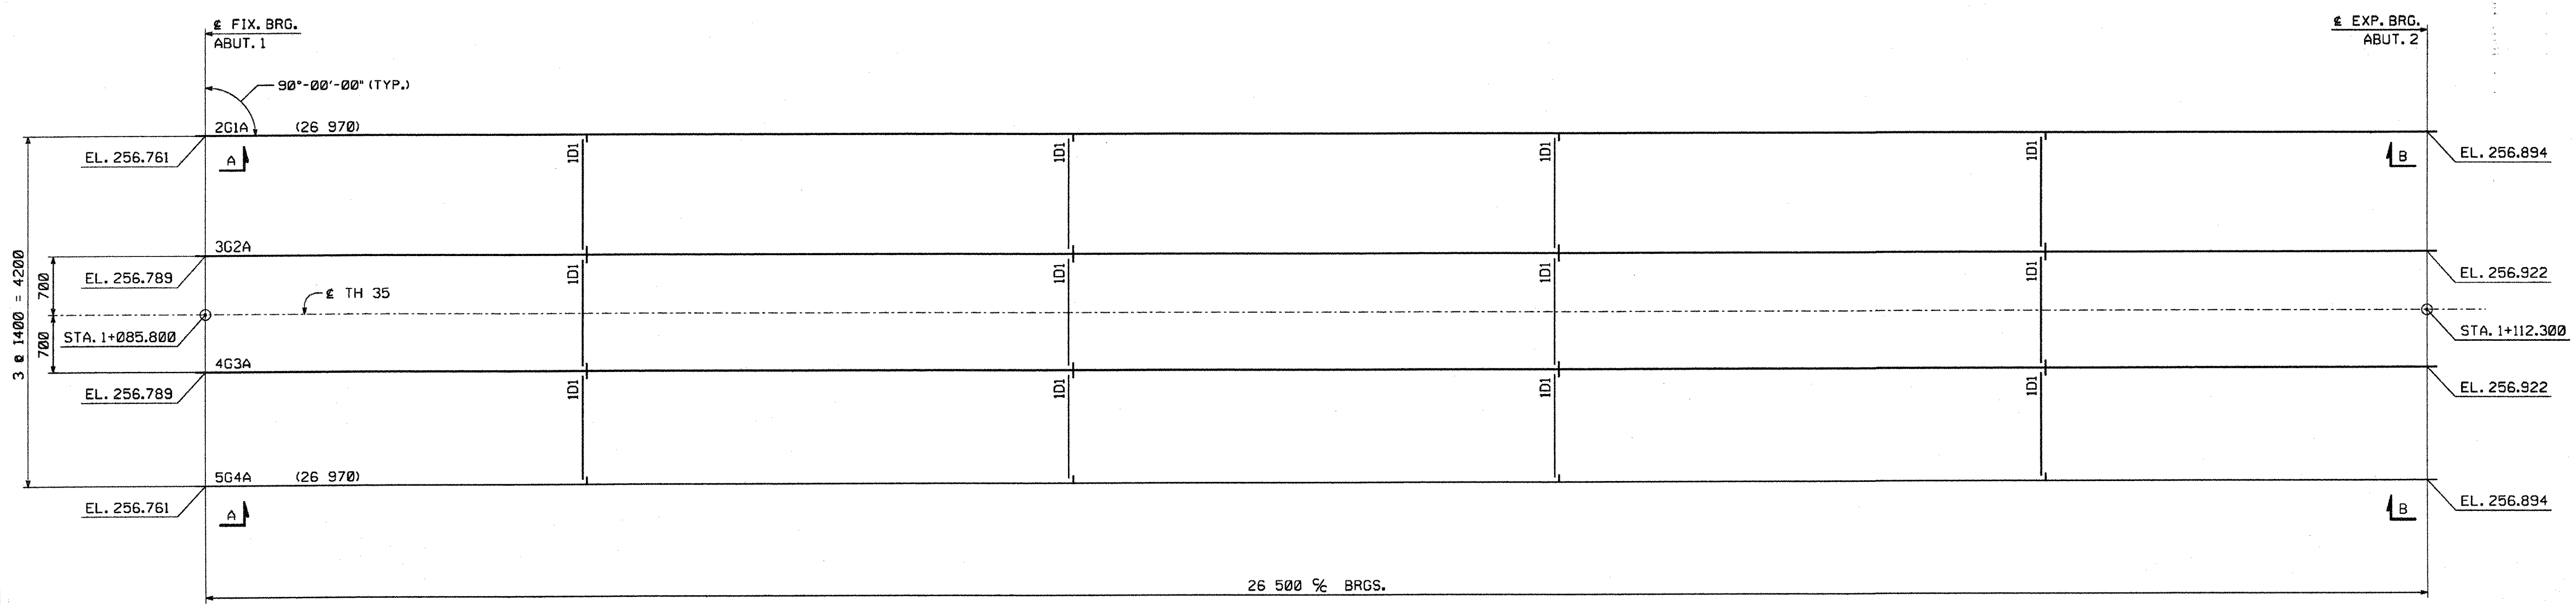 ℄ FIX. BRG.
ABUT. 1
℄ EXP. BRG.
ABUT. 2
90°-00'-00" (TYP.)
2G1A (26 970)
EL. 256.761
A
1D1
1D1
1D1
1D1
B
EL. 256.894
3G2A
EL. 256.789
1D1
1D1
1D1
1D1
EL. 256.922
3 @ 1400 = 4200
700
700
℄ TH 35
STA. 1+085.800
STA. 1+112.300
4G3A
EL. 256.789
1D1
1D1
1D1
1D1
EL. 256.922
5G4A (26 970)
EL. 256.761
A
B
EL. 256.894
26 500 C/C BRGS.